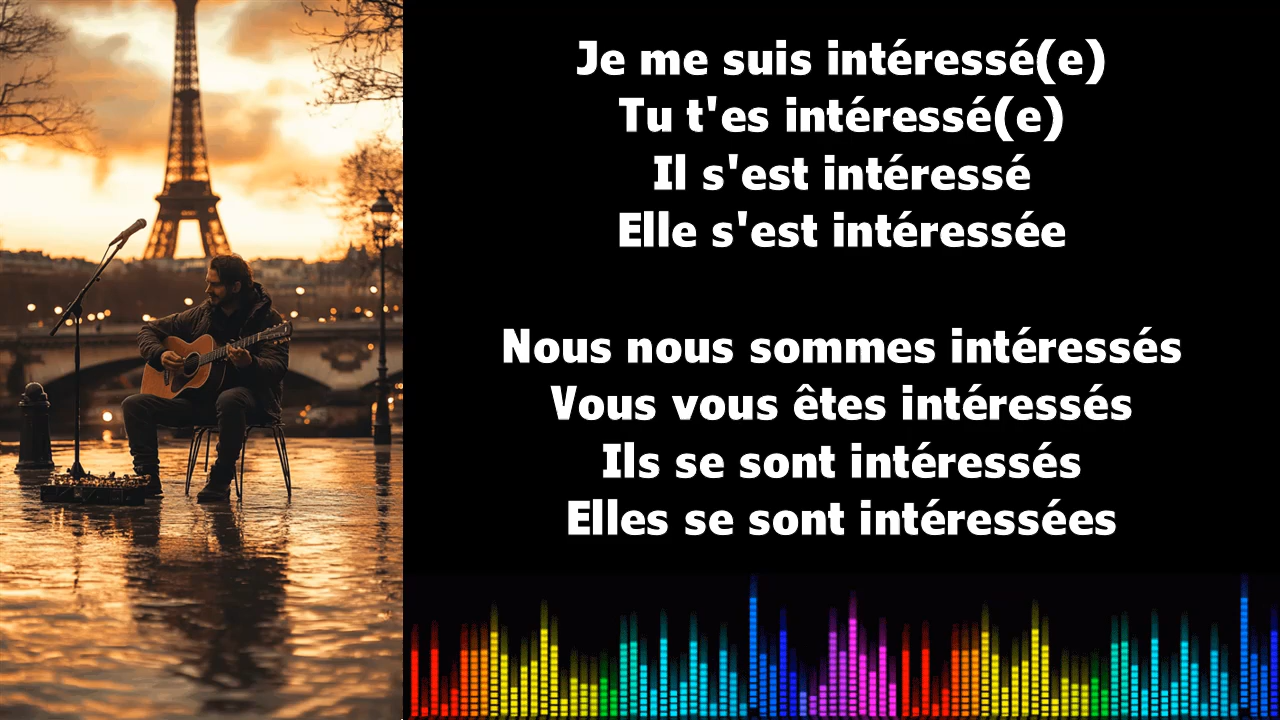 Je me suis intéressé(e)
Tu t'es intéressé(e)
Il s'est intéressé
Elle s'est intéressée
Nous nous sommes intéressés
Vous vous êtes intéressés
Ils se sont intéressés
Elles se sont intéressées